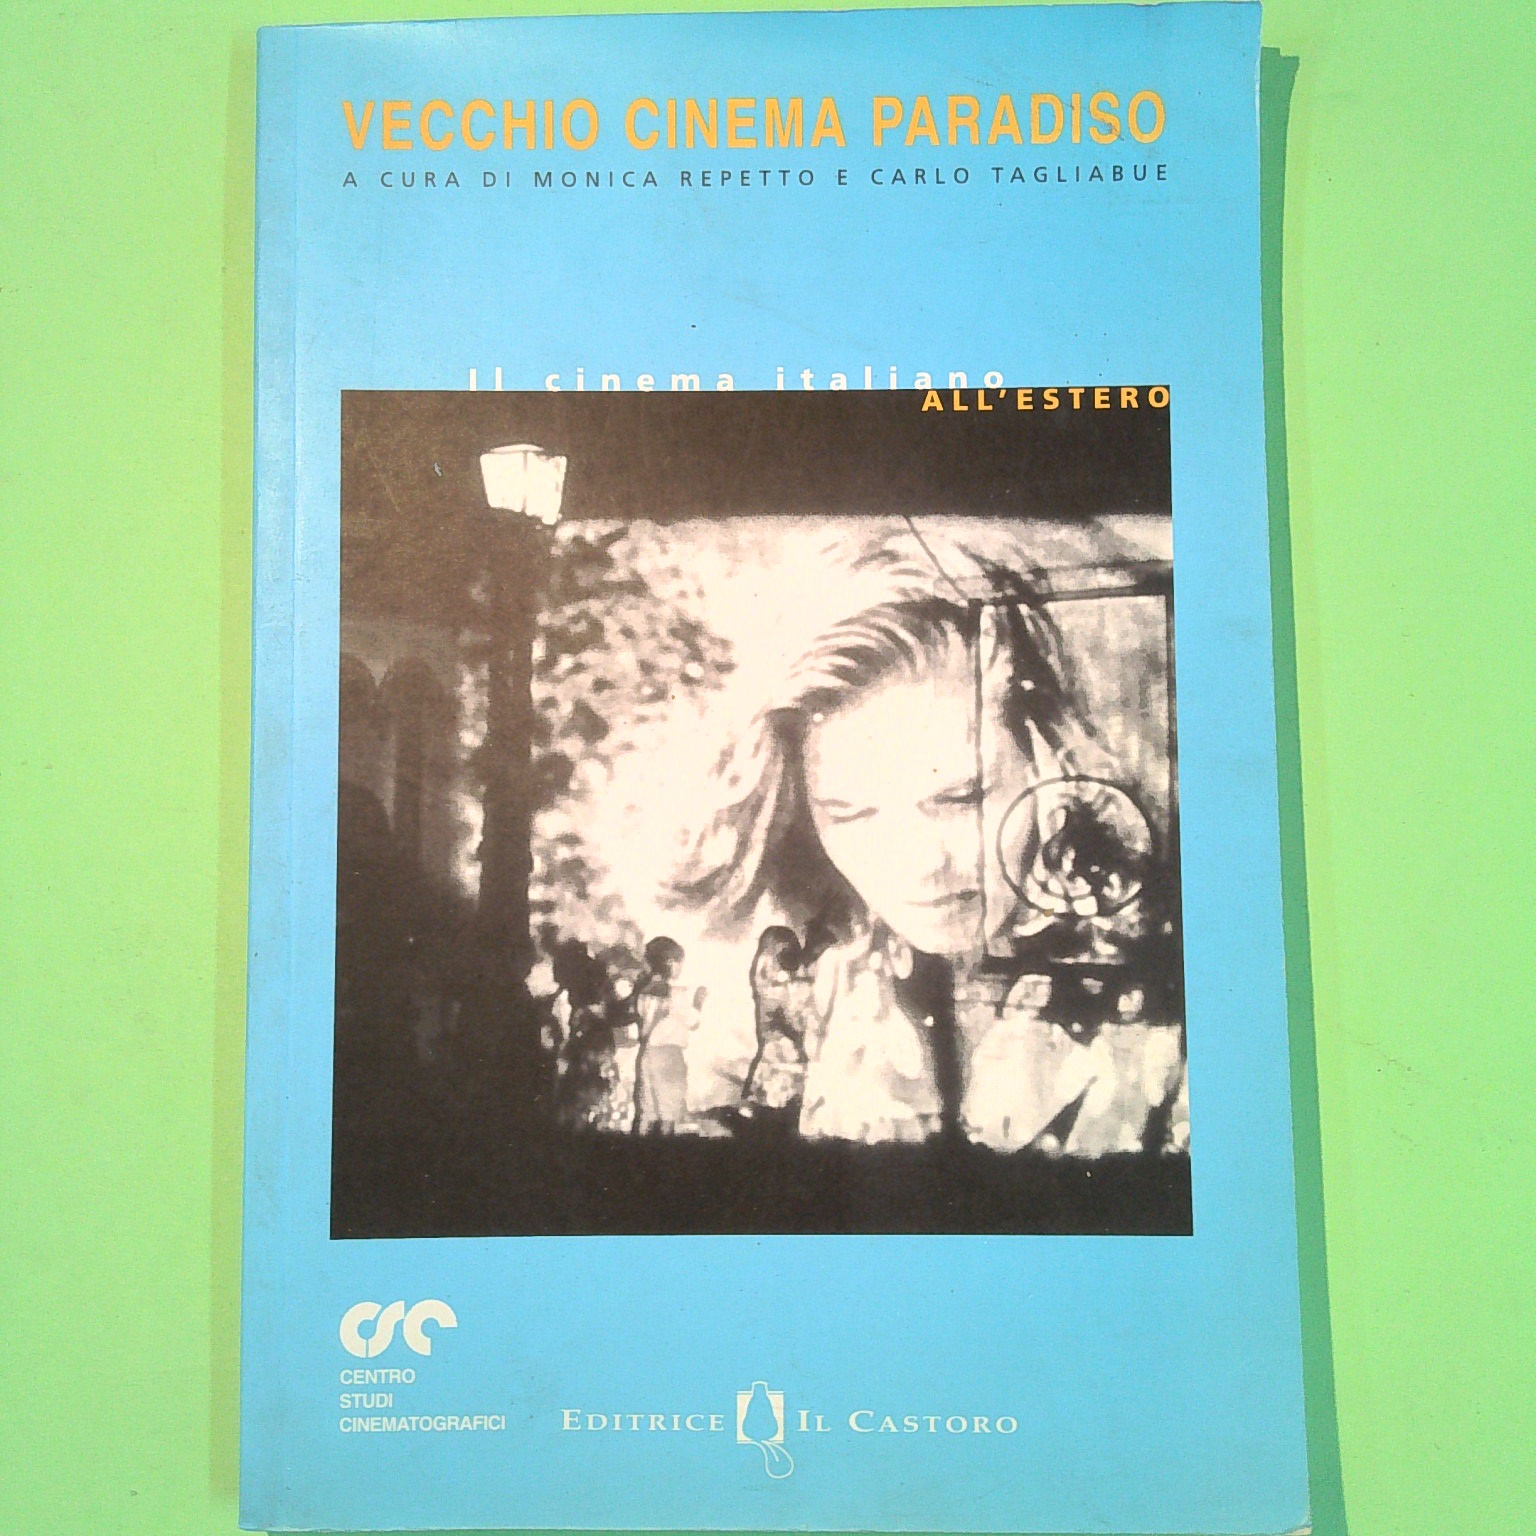 VECCHIO CINEMA PARADISO
A CURA DI MONICA REPETTO E CARLO TAGLIABUE
Il cinema italiano
ALL'ESTERO
csc
CENTRO
STUDI
CINEMATOGRAFICI
EDITRICE IL CASTORO